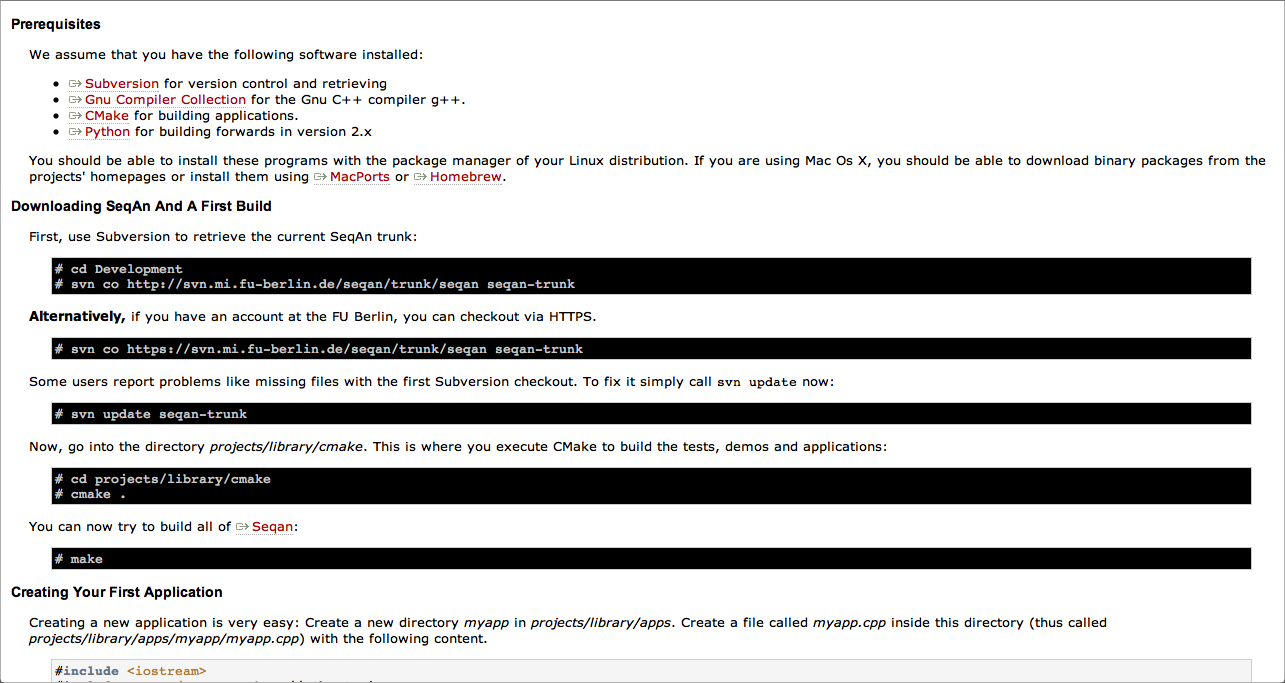 Prerequisites
We assume that you have the following software installed:
Subversion for version control and retrieving
Gnu Compiler Collection for the Gnu C++ compiler g++.
CMake for building applications.
Python for building forwards in version 2.x
You should be able to install these programs with the package manager of your Linux distribution. If you are using Mac Os X, you should be able to download binary packages from the
projects' homepages or install them using MacPorts or Homebrew.
Downloading SeqAn And A First Build
First, use Subversion to retrieve the current SeqAn trunk:
# cd Development
# svn co http://svn.mi.fu-berlin.de/seqan/trunk/seqan seqan-trunk
Alternatively, if you have an account at the FU Berlin, you can checkout via HTTPS.
# svn co https://svn.mi.fu-berlin.de/seqan/trunk/seqan seqan-trunk
Some users report problems like missing files with the first Subversion checkout. To fix it simply call svn update now:
# svn update seqan-trunk
Now, go into the directory projects/library/cmake. This is where you execute CMake to build the tests, demos and applications:
# cd projects/library/cmake
# cmake .
You can now try to build all of Seqan:
# make
Creating Your First Application
Creating a new application is very easy: Create a new directory myapp in projects/library/apps. Create a file called myapp.cpp inside this directory (thus called
projects/library/apps/myapp/myapp.cpp) with the following content.
#include <iostream>